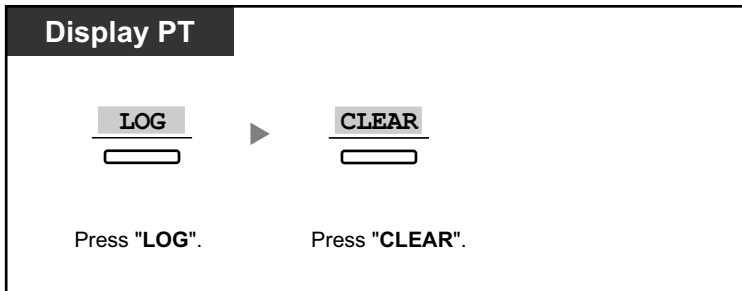 Display PT
LOG
CLEAR
Press "LOG".
Press "CLEAR".